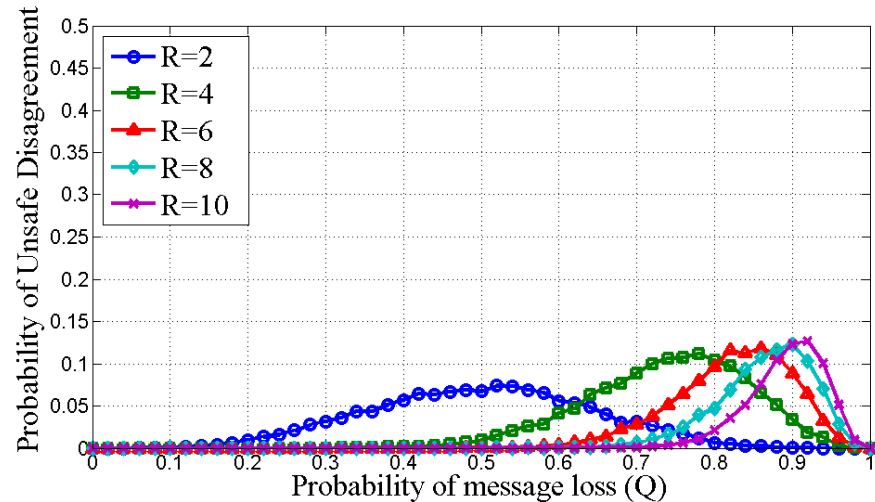 Probability of Unsafe Disagreement
0.5
0.45
0.4
0.35
0.3
0.25
0.2
0.15
0.1
0.05
0
R=2
R=4
R=6
R=8
R=10
0 0.1 0.2 0.3 0.4 0.5 0.6 0.7 0.8 0.9 1
Probability of message loss (Q)